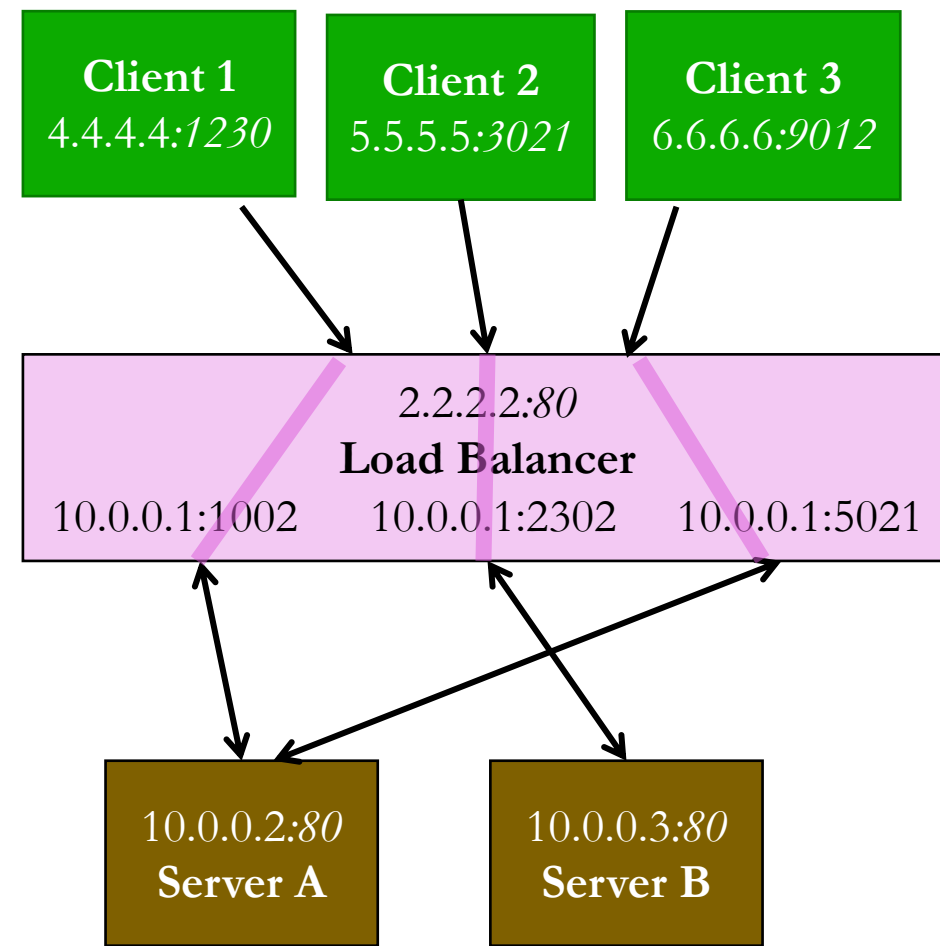 Client 1
4.4.4.4:1230
Client 2
5.5.5.5:3021
Client 3
6.6.6.6:9012
2.2.2.2:80
Load Balancer
10.0.0.1:1002
10.0.0.1:2302
10.0.0.1:5021
10.0.0.2:80
Server A
10.0.0.3:80
Server B